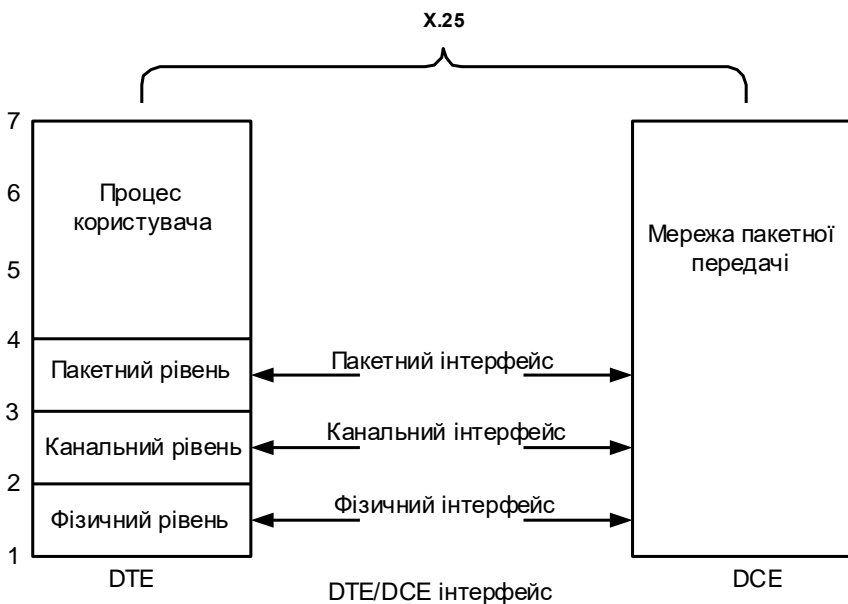 X.25
7
6
5
4
3
2
1
Процес
користувача
Мережа пакетної
передачі
Пакетний рівень
Пакетний інтерфейс
Канальний рівень
Канальний інтерфейс
Фізичний рівень
Фізичний інтерфейс
DTE
DTE/DCE інтерфейс
DCE